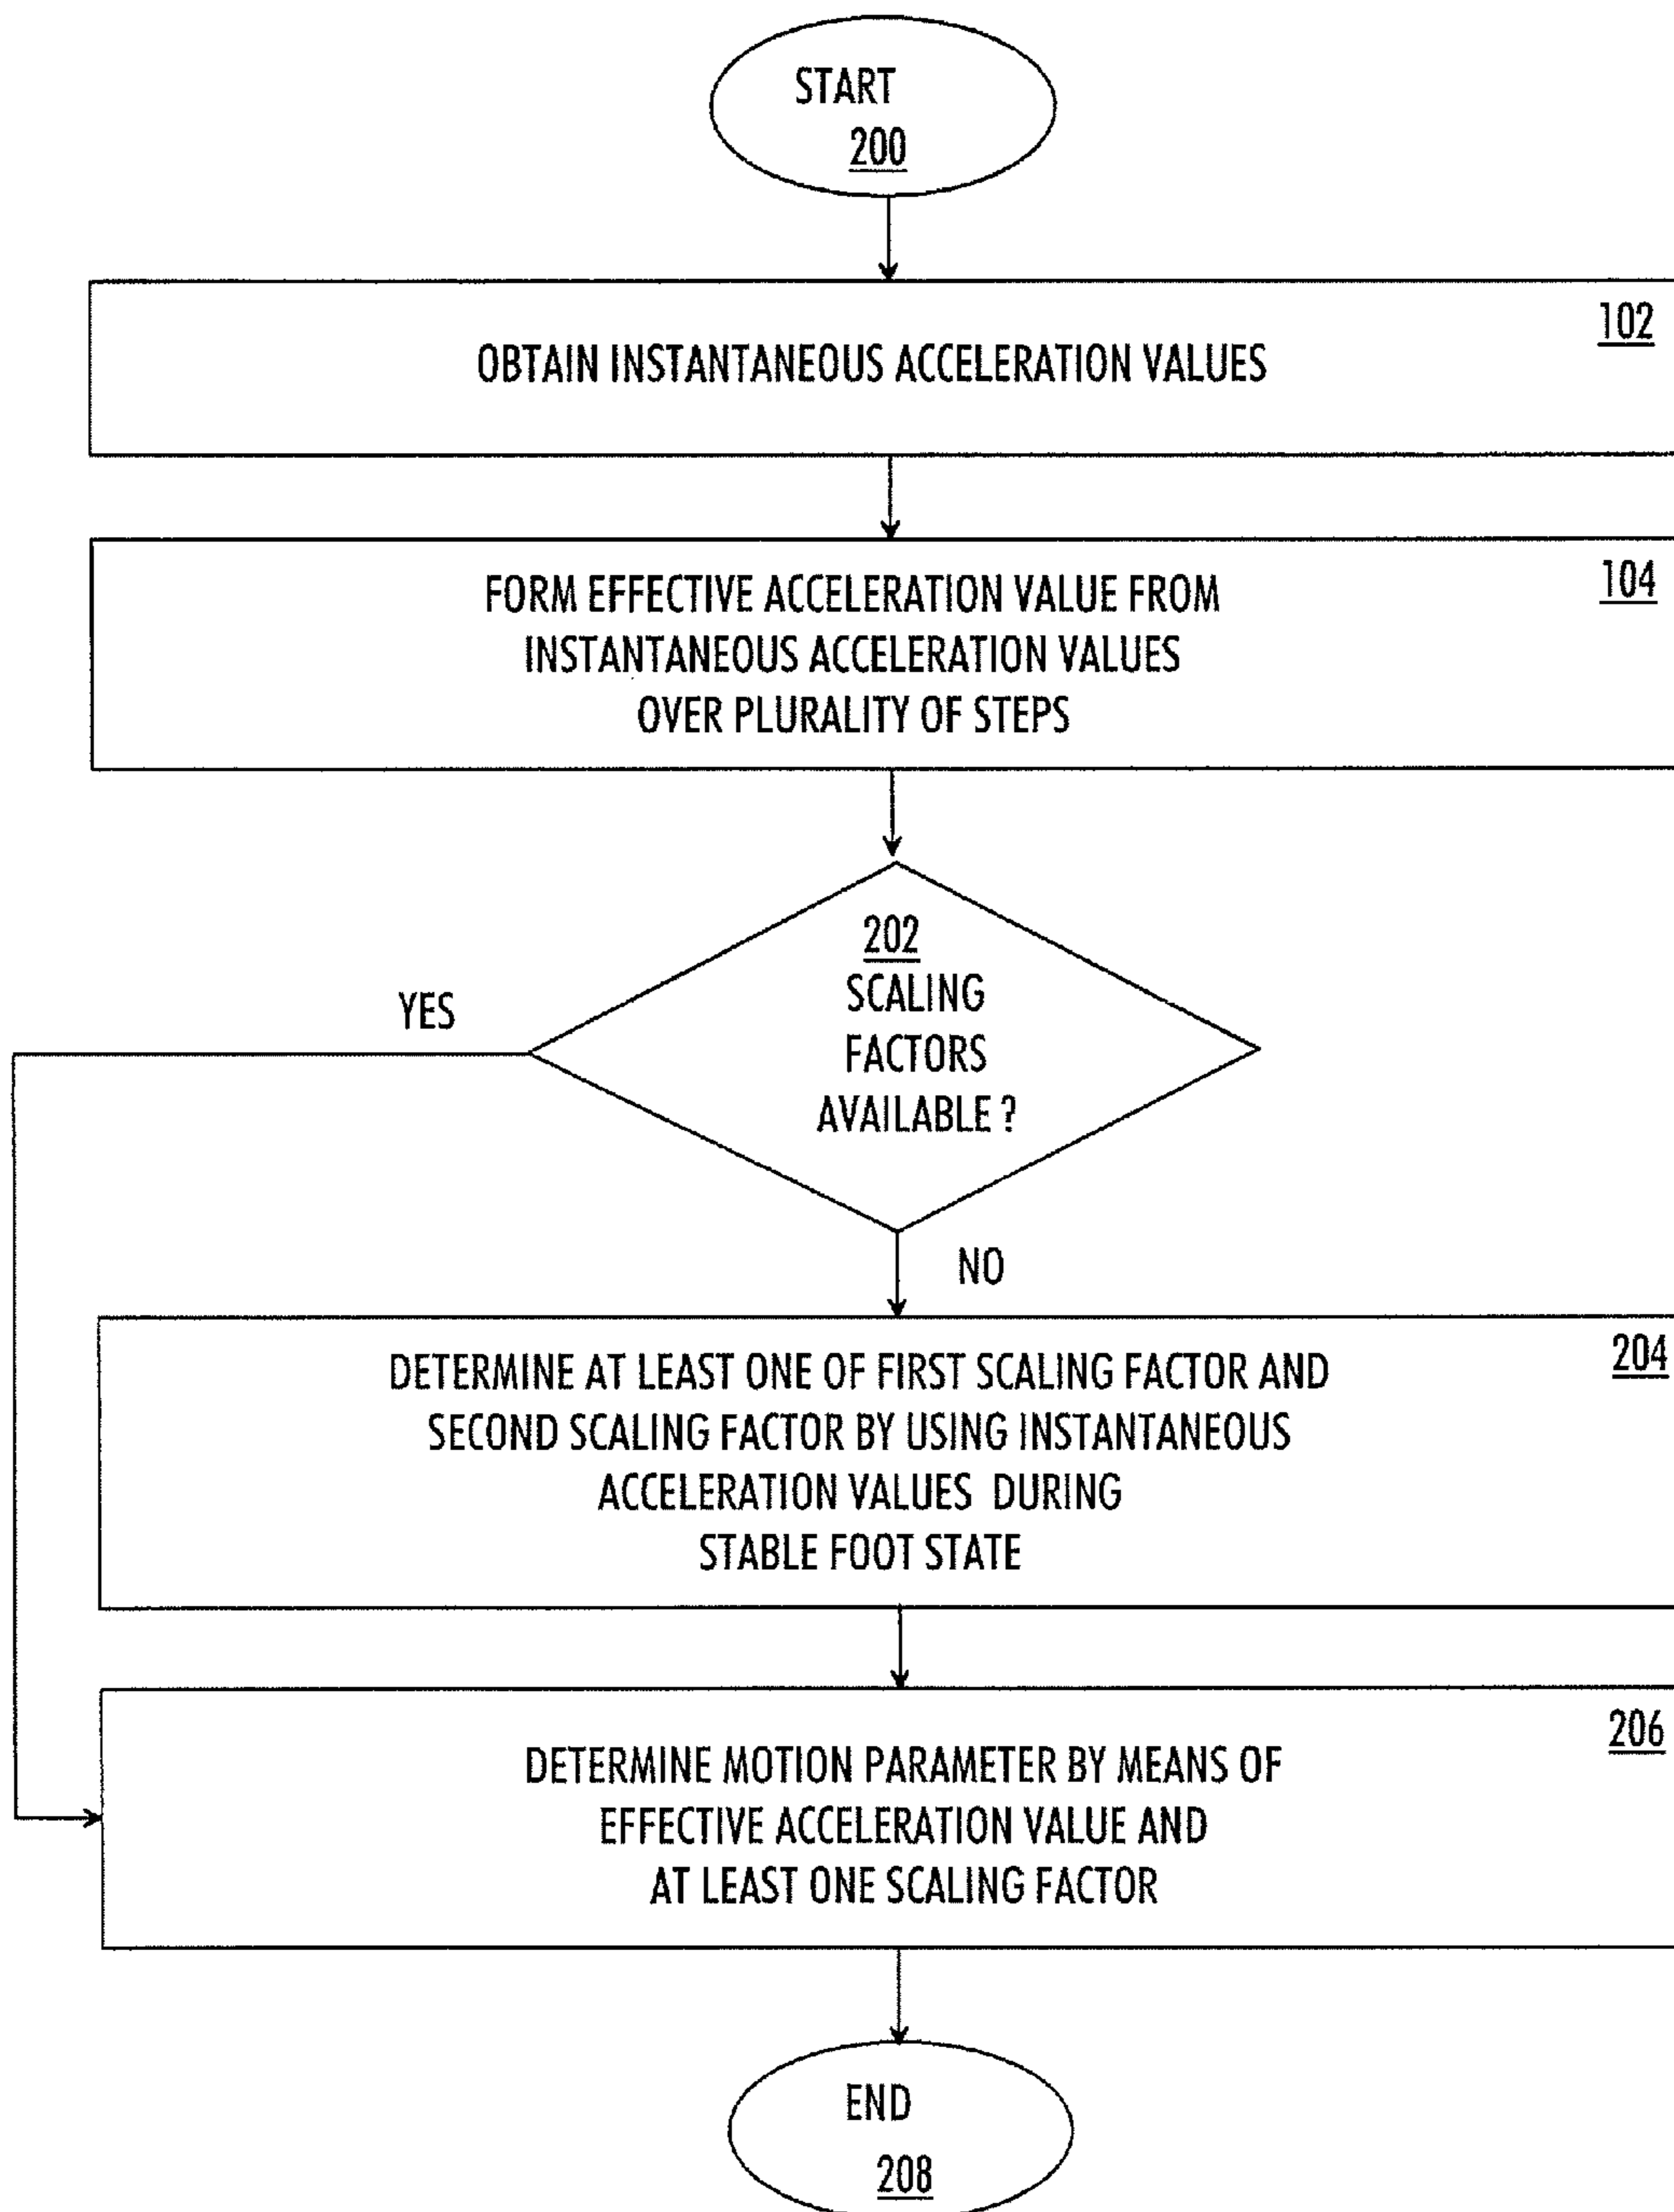 START
200
102
OBTAIN INSTANTANEOUS ACCELERATION VALUES
104
FORM EFFECTIVE ACCELERATION VALUE FROM
INSTANTANEOUS ACCELERATION VALUES
OVER PLURALITY OF STEPS
202
SCALING
FACTORS
AVAILABLE ?
YES
NO
204
DETERMINE AT LEAST ONE OF FIRST SCALING FACTOR AND
SECOND SCALING FACTOR BY USING INSTANTANEOUS
ACCELERATION VALUES DURING
STABLE FOOT STATE
206
DETERMINE MOTION PARAMETER BY MEANS OF
EFFECTIVE ACCELERATION VALUE AND
AT LEAST ONE SCALING FACTOR
END
208